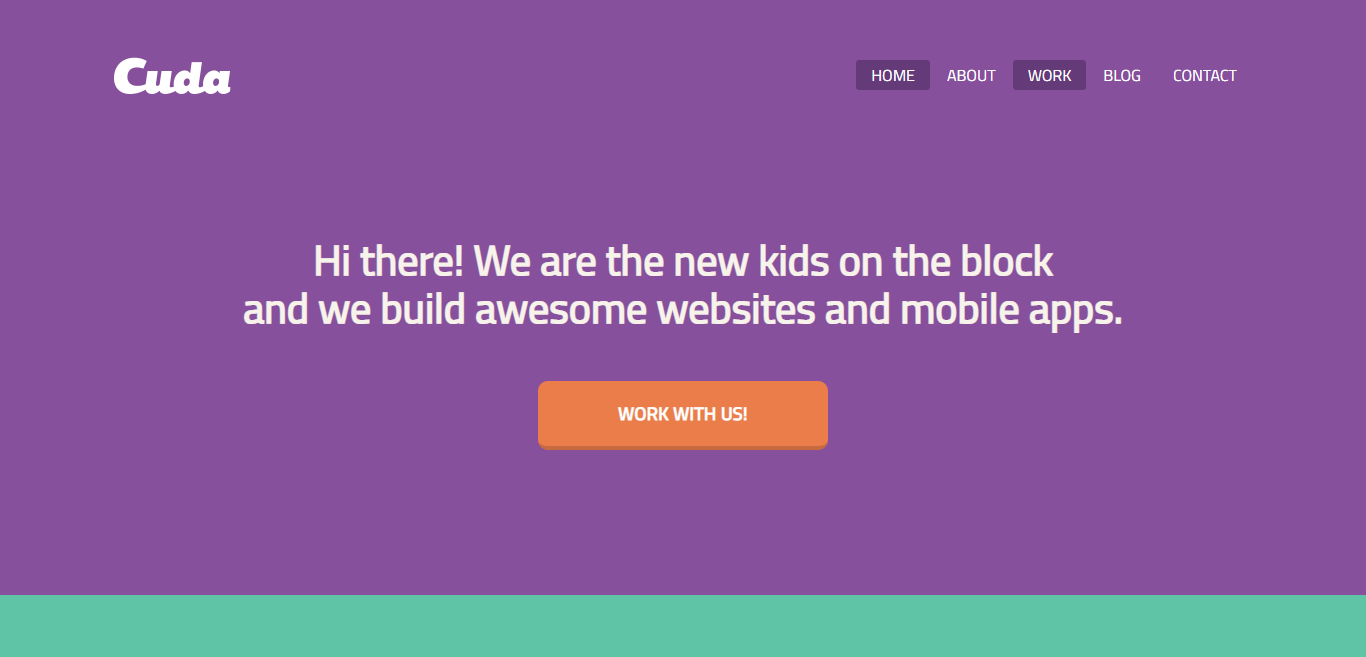 Cuda
HOME ABOUT WORK BLOG CONTACT
Hi there! We are the new kids on the block
and we build awesome websites and mobile apps.
WORK WITH US!